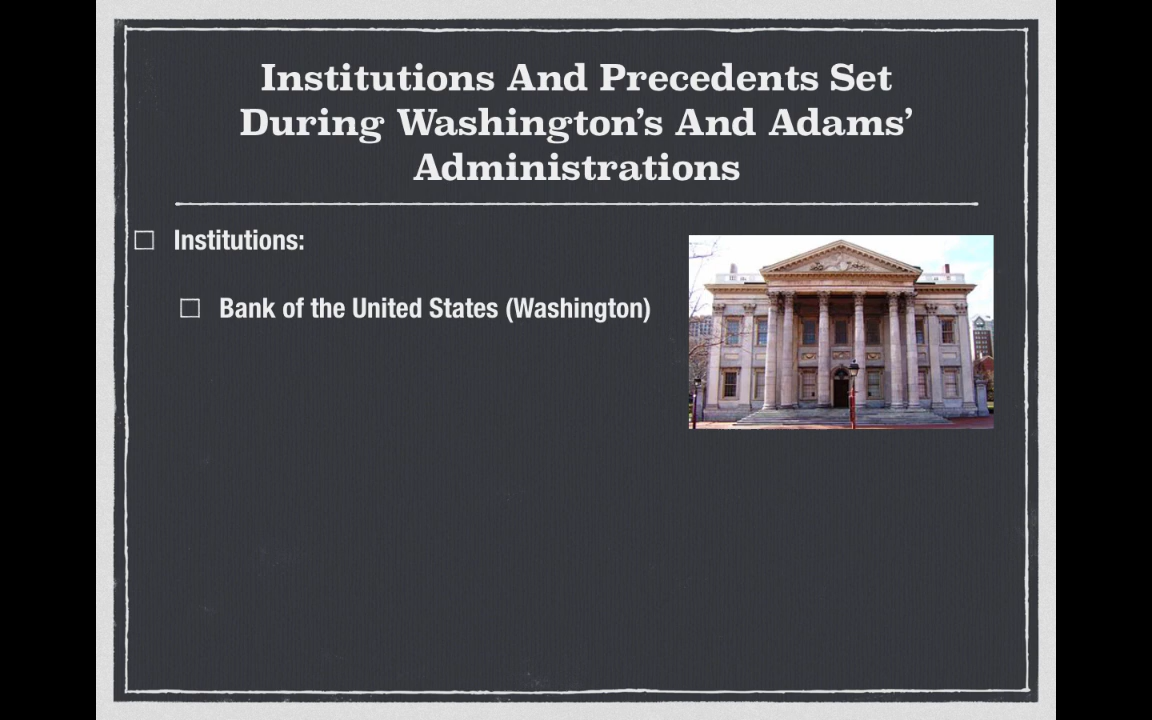 Institutions And Precedents Set
During Washington’s And Adams’
Administrations
Institutions:
Bank of the United States (Washington)